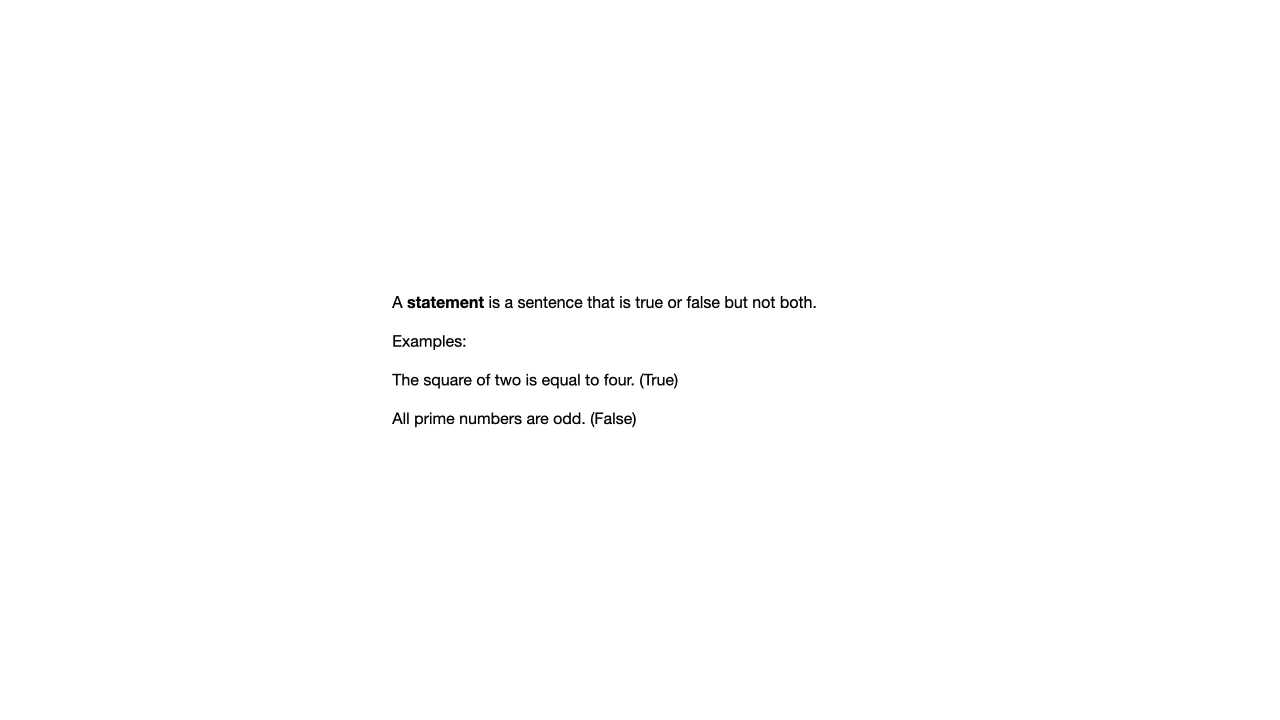 A statement is a sentence that is true or false but not both.
Examples:
The square of two is equal to four. (True)
All prime numbers are odd. (False)